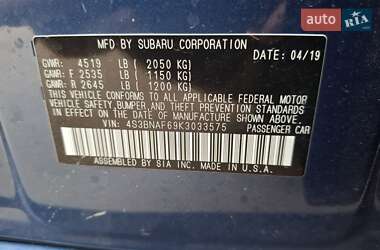 auto RIA
MFD BY SUBARU CORPORATION
GVWR: 4519 LB ( 2050 KG) DATE: 04/19
GAWR: F 2535 LB ( 1150 KG)
GAWR: R 2645 LB ( 1200 KG)
THIS VEHICLE CONFORMS TO ALL APPLICABLE FEDERAL MOTOR
VEHICLE SAFETY, BUMPER, AND THEFT PREVENTION STANDARDS
IN EFFECT ON THE DATE OF MANUFACTURE SHOWN ABOVE.
VIN: 4S3BNAF69K3033575 PASSENGER CAR
ASSEMBLED BY SIA INC. MADE IN U.S.A.